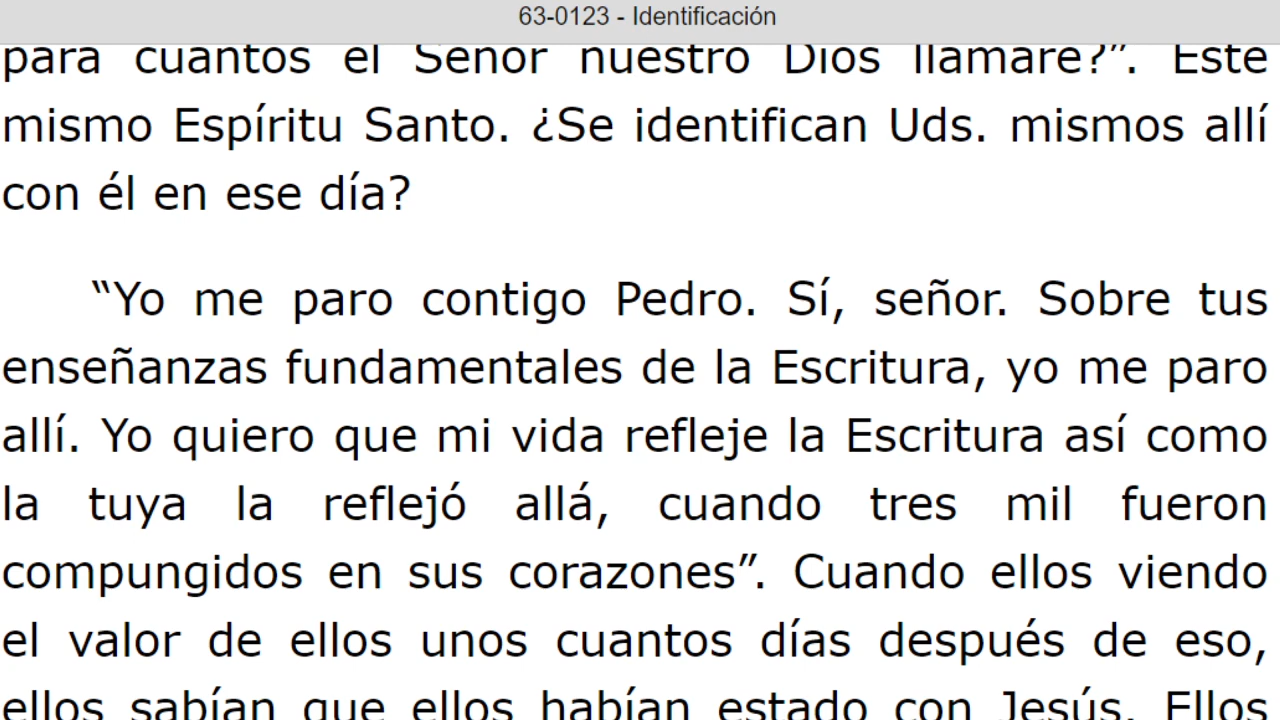 63-0123 - Identificación
para cuantos el Señor nuestro Dios llamare?”. Este
mismo Espíritu Santo. ¿Se identifican Uds. mismos allí
con él en ese día?
“Yo me paro contigo Pedro. Sí, señor. Sobre tus
enseñanzas fundamentales de la Escritura, yo me paro
allí. Yo quiero que mi vida refleje la Escritura así como
la tuya la reflejó allá, cuando tres mil fueron
compungidos en sus corazones”. Cuando ellos viendo
el valor de ellos unos cuantos días después de eso,
ellos sabían que ellos habían estado con Jesús. Ellos